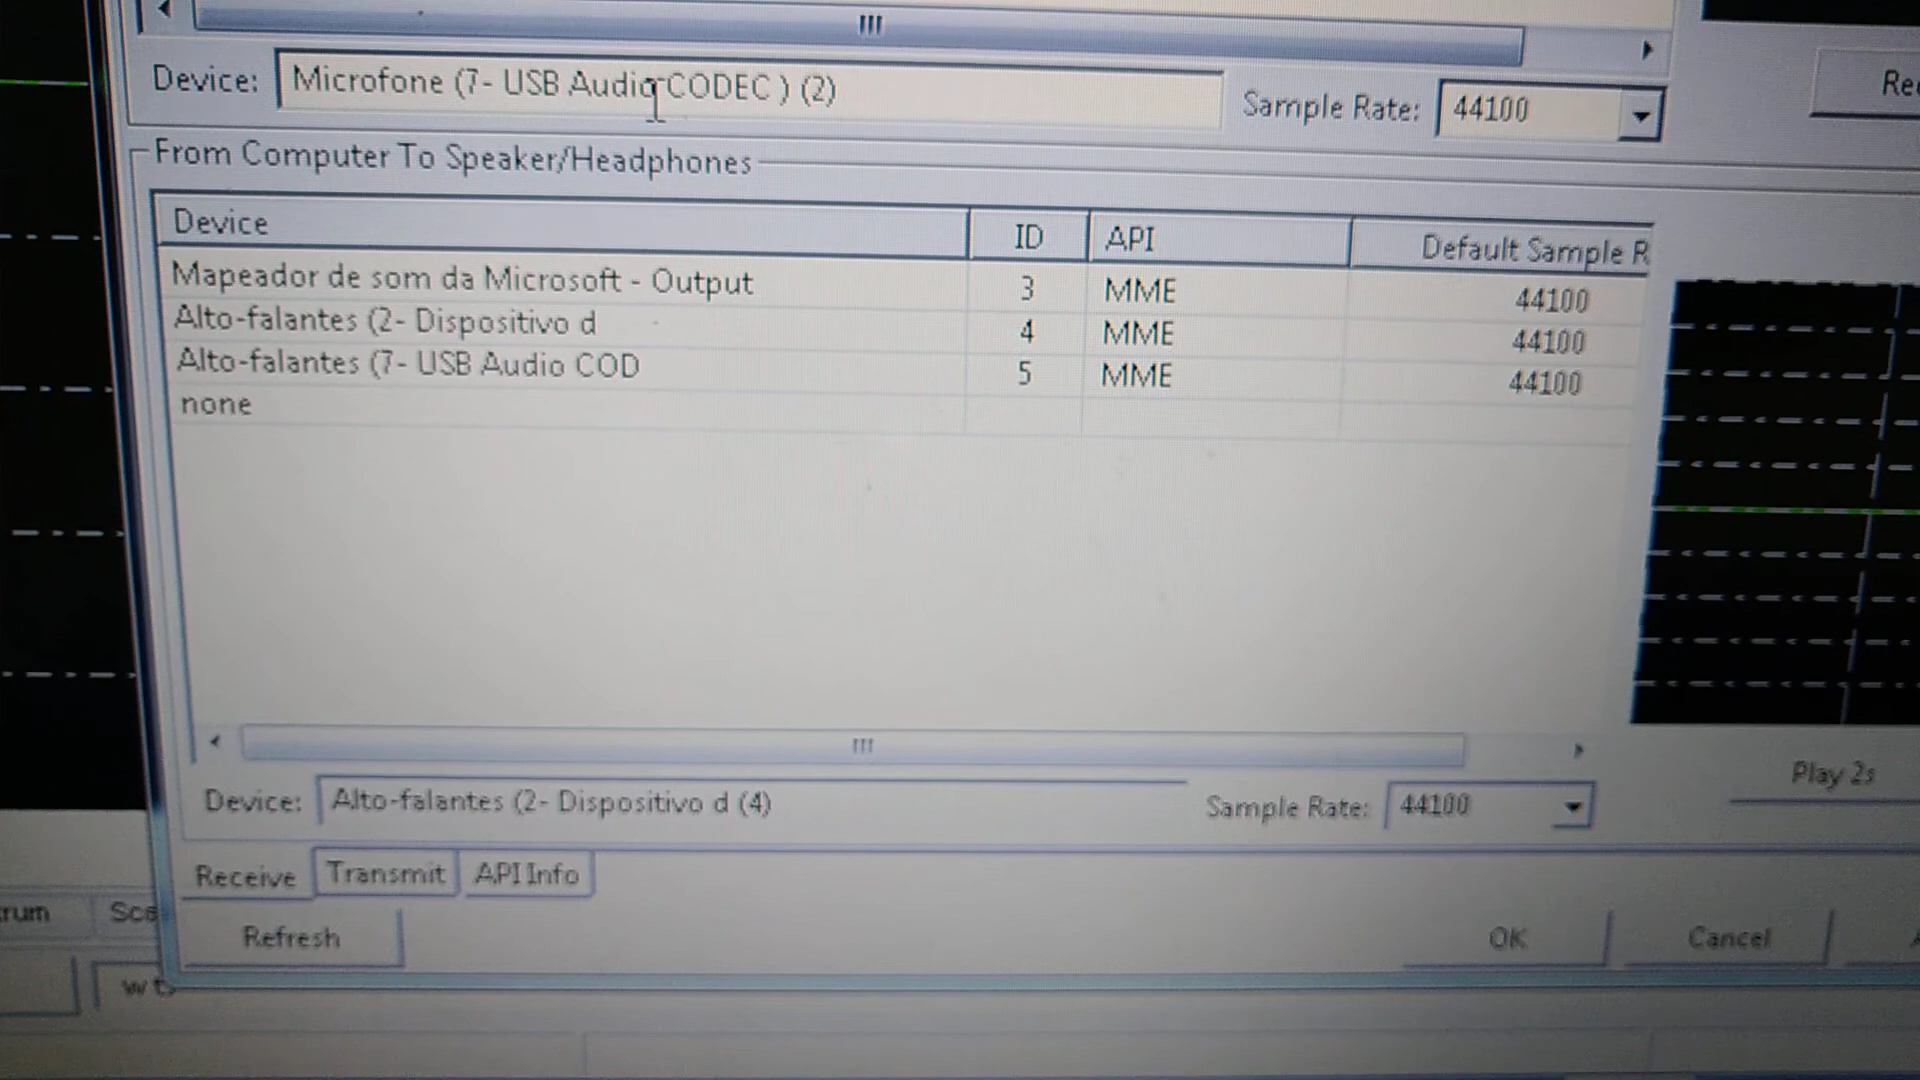 Device: Microfone (7- USB Audio CODEC ) (2) Sample Rate: 44100
From Computer To Speaker/Headphones
Device ID API Default Sample R
Mapeador de som da Microsoft - Output 3 MME 44100
Alto-falantes (2- Dispositivo d 4 MME 44100
Alto-falantes (7- USB Audio COD 5 MME 44100
none
Play 2s
Device: Alto-falantes (2- Dispositivo d (4) Sample Rate: 44100
Receive Transmit API Info
rum Sca
Refresh OK Cancel